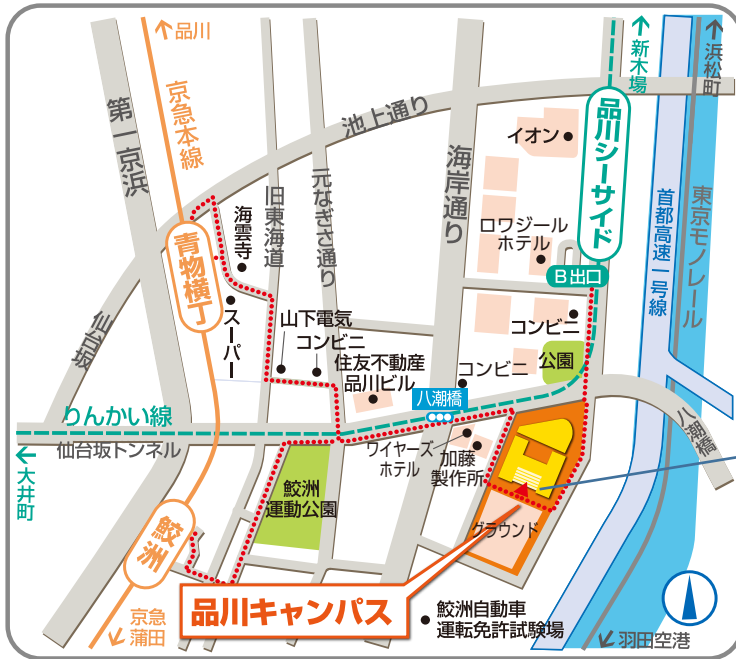 品川
新木場
浜松町
京急本線
第一京浜
池上通り
海岸通り
イオン
品川シーサイド
首都高速一号線
東京モノレール
旧東海道
元なぎさ通り
海雲寺
ロワジール
ホテル
B出口
青物横丁
スーパー
仙台坂
山下電気
コンビニ
住友不動産
品川ビル
コンビニ
コンビニ
公園
八潮橋
八潮橋
りんかい線
仙台坂トンネル
大井町
ワイヤーズ
ホテル
加藤
製作所
鮫洲
運動公園
グラウンド
鮫洲
品川キャンパス
京急
蒲田
鮫洲自動車
運転免許試験場
羽田空港